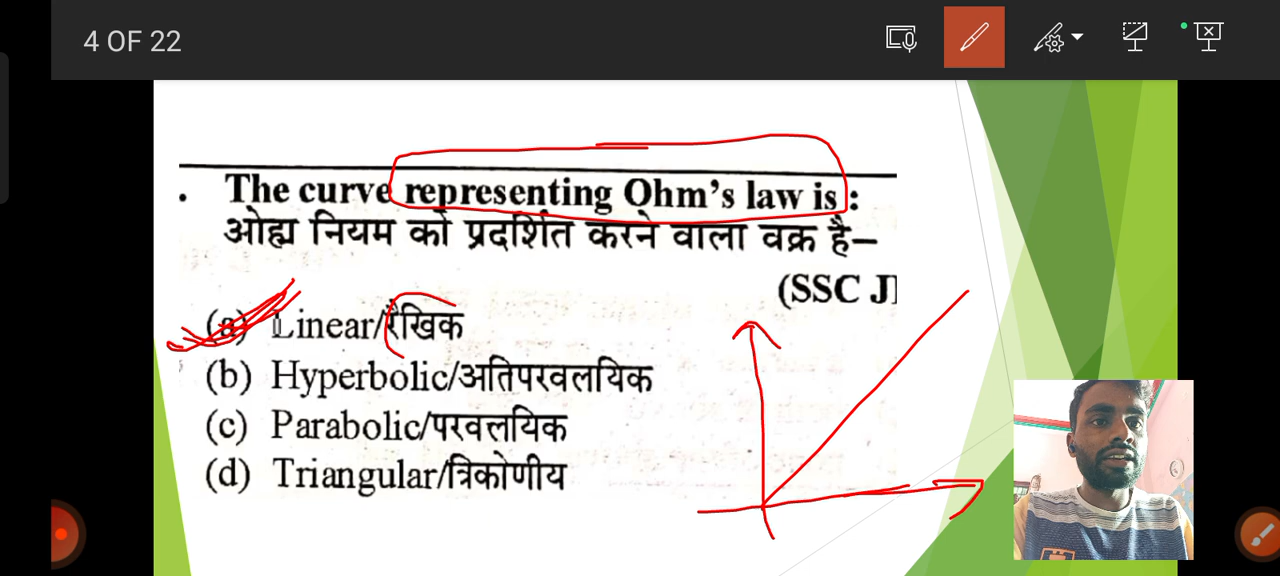 4 OF 22
. The curve representing Ohm's law is :
ओह्म नियम को प्रदर्शित करने वाला वक्र है–
(SSC J
(a) Linear/रैखिक
(b) Hyperbolic/अतिपरवलयिक
(c) Parabolic/परवलयिक
(d) Triangular/त्रिकोणीय